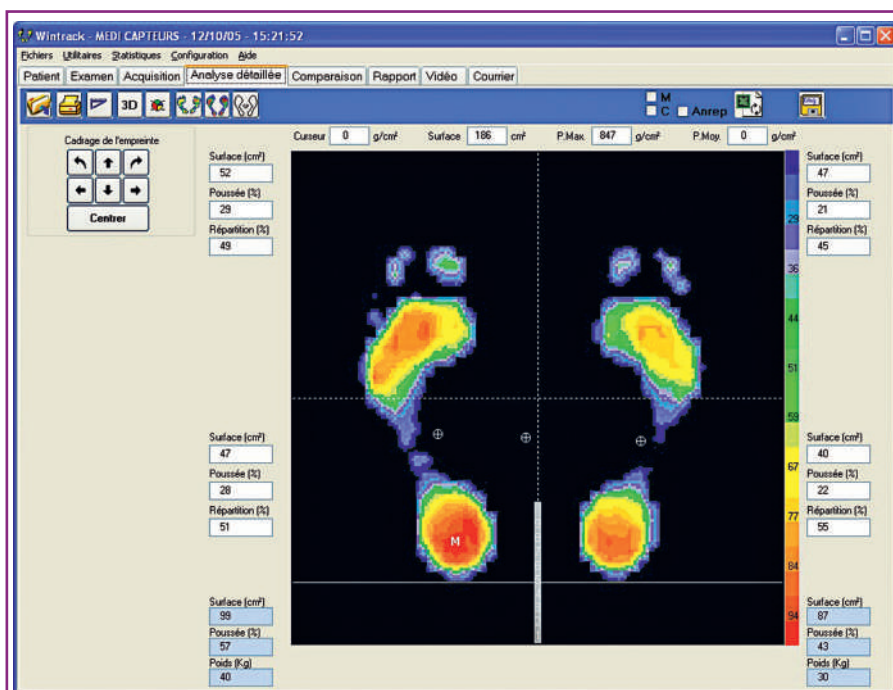 Wintrack - MEDI CAPTEURS - 12/10/05 - 15:21:52
Fichiers Utilitaires Statistiques Configuration Aide
Patient Examen Acquisition Analyse détaillée Comparaison Rapport Vidéo Courrier
3D M C Anrep
Cadrage de l'empreinte
Centrer
Curseur 0 g/cm² Surface 186 cm² P.Max. 847 g/cm² P.Moy. 0 g/cm²
Surface (cm²)
52
Poussée (%)
29
Répartition (%)
49
Surface (cm²)
47
Poussée (%)
28
Répartition (%)
51
Surface (cm²)
99
Poussée (%)
57
Poids (Kg)
40
M
29
36
44
51
59
67
77
84
94
Surface (cm²)
47
Poussée (%)
21
Répartition (%)
45
Surface (cm²)
40
Poussée (%)
22
Répartition (%)
55
Surface (cm²)
87
Poussée (%)
43
Poids (Kg)
30